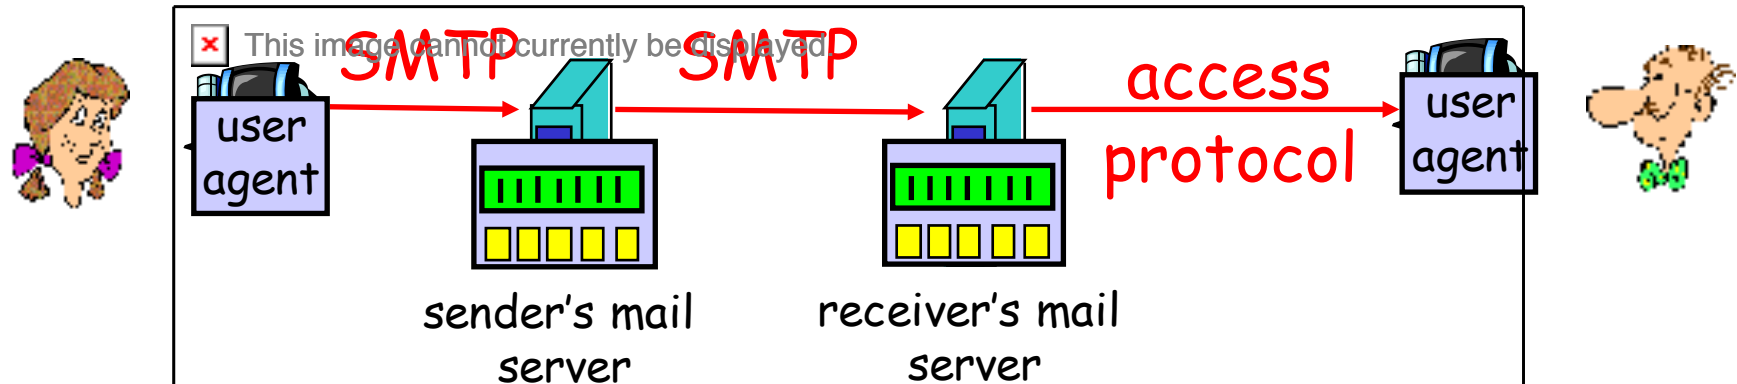 This image cannot currently be displayed.
SMTP
SMTP
access
protocol
user
agent
user
agent
sender's mail
server
receiver's mail
server